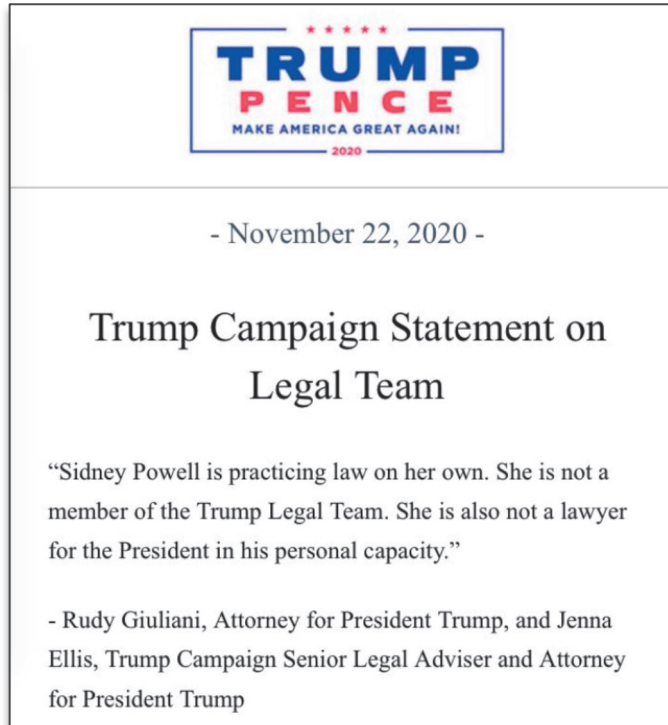 ★ ★ ★ ★ ★
TRUMP
PENCE
MAKE AMERICA GREAT AGAIN!
2020
- November 22, 2020 -
Trump Campaign Statement on
Legal Team
“Sidney Powell is practicing law on her own. She is not a
member of the Trump Legal Team. She is also not a lawyer
for the President in his personal capacity.”
- Rudy Giuliani, Attorney for President Trump, and Jenna
Ellis, Trump Campaign Senior Legal Adviser and Attorney
for President Trump